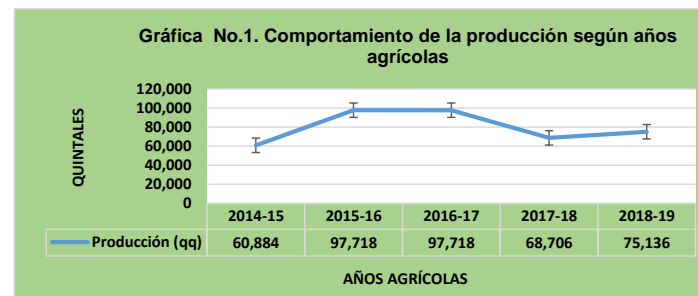 Gráfica No.1. Comportamiento de la producción según años
agrícolas
QUINTALES
120,000
100,000
80,000
60,000
40,000
20,000
0
2014-15 2015-16 2016-17 2017-18 2018-19
Producción (qq) 60,884 97,718 97,718 68,706 75,136
AÑOS AGRÍCOLAS